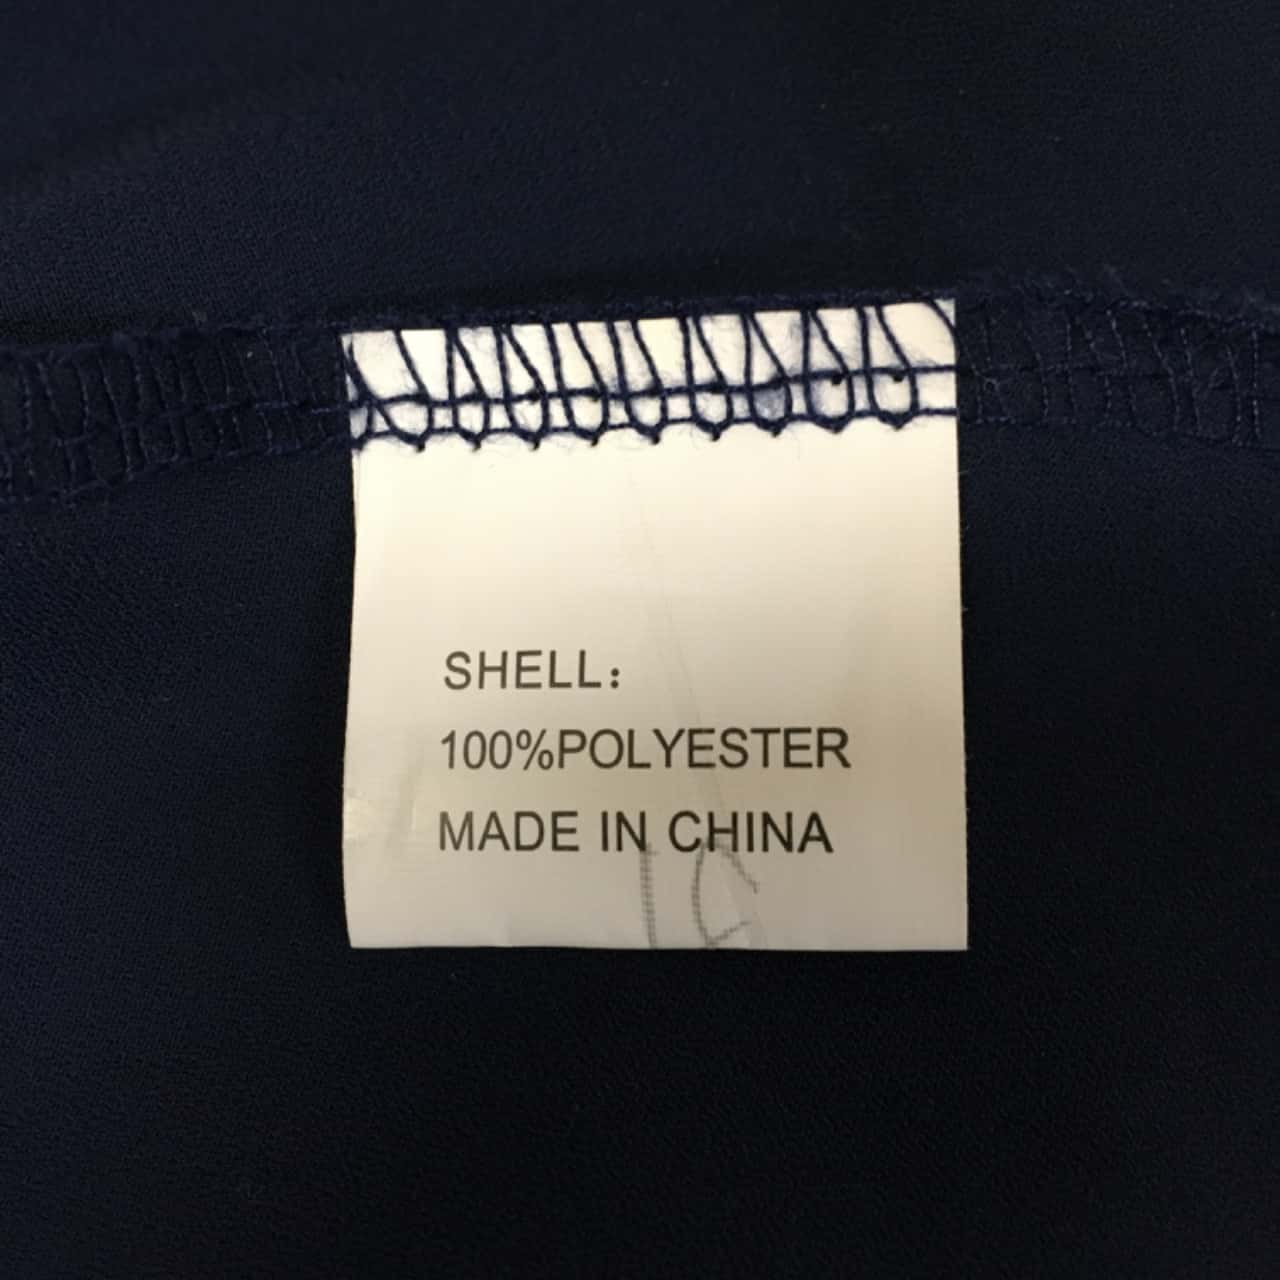 SHELL:
100%POLYESTER
MADE IN CHINA